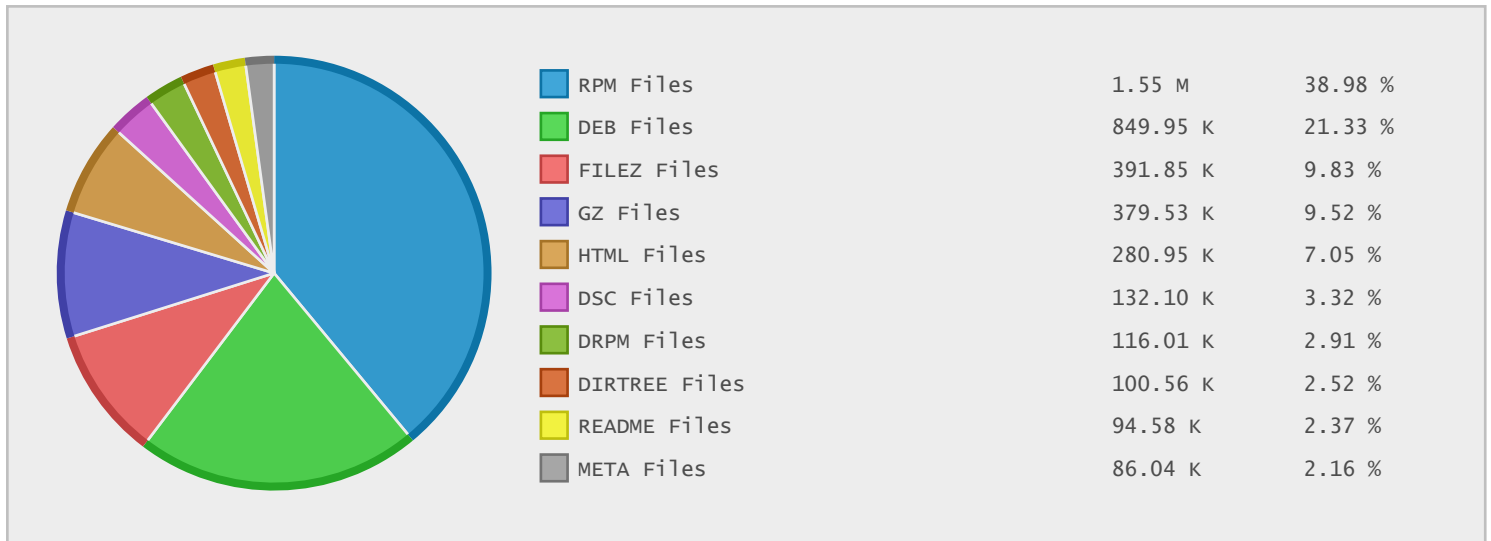 RPM Files 1.55 M 38.98 %
DEB Files 849.95 K 21.33 %
FILEZ Files 391.85 K 9.83 %
GZ Files 379.53 K 9.52 %
HTML Files 280.95 K 7.05 %
DSC Files 132.10 K 3.32 %
DRPM Files 116.01 K 2.91 %
DIRTREE Files 100.56 K 2.52 %
README Files 94.58 K 2.37 %
META Files 86.04 K 2.16 %